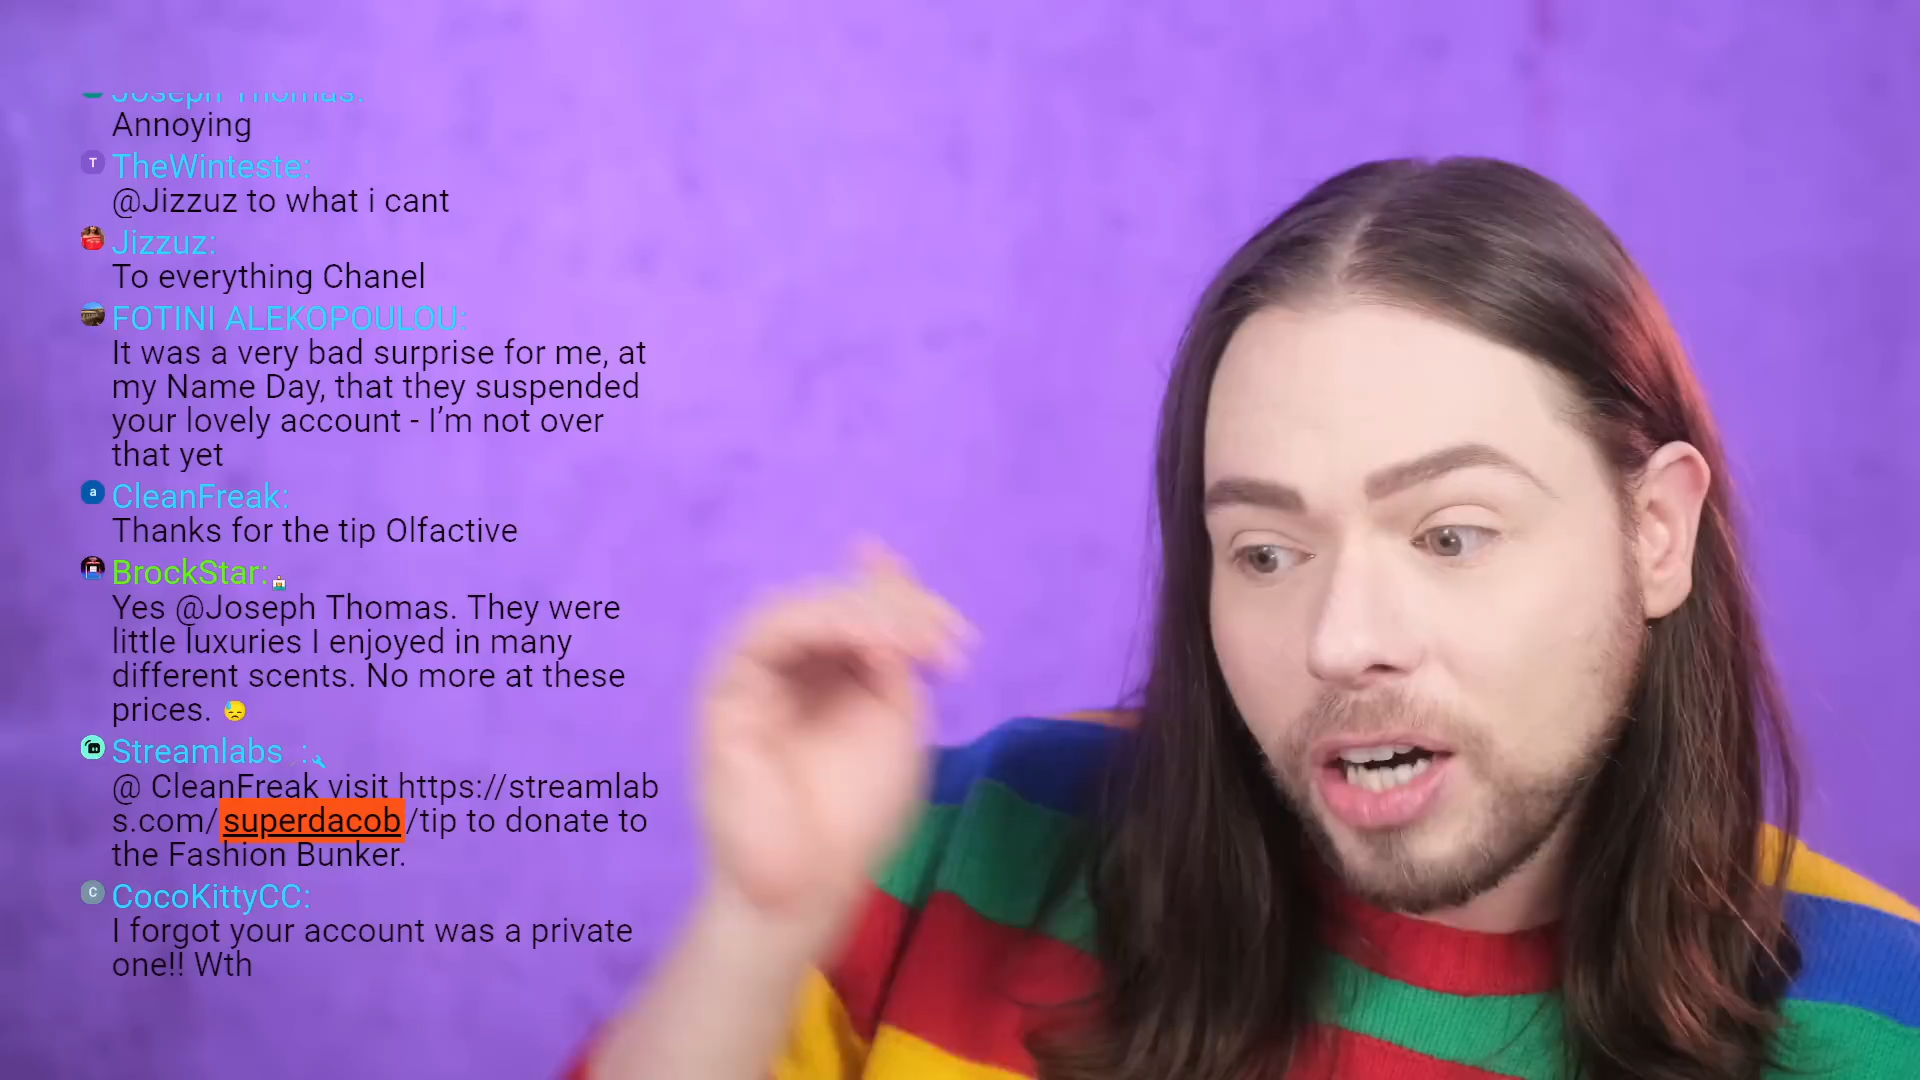 Joseph Thomas:
Annoying
T
TheWinteste:
@Jizzuz to what i cant
Jizzuz:
To everything Chanel
FOTINI ALEKOPOULOU:
It was a very bad surprise for me, at
my Name Day, that they suspended
your lovely account - I’m not over
that yet
a
CleanFreak:
Thanks for the tip Olfactive
BrockStar:
Yes @Joseph Thomas. They were
little luxuries I enjoyed in many
different scents. No more at these
prices. 😓
Streamlabs :
@ CleanFreak visit https://streamlab
s.com/superdacob/tip to donate to
the Fashion Bunker.
C
CocoKittyCC:
I forgot your account was a private
one!! Wth